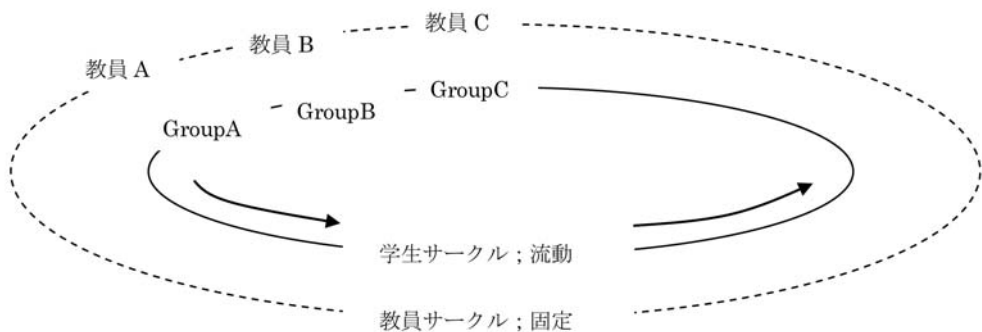 教員 C
教員 B
教員 A
GroupC
GroupB
GroupA
学生サークル ; 流動
教員サークル ; 固定